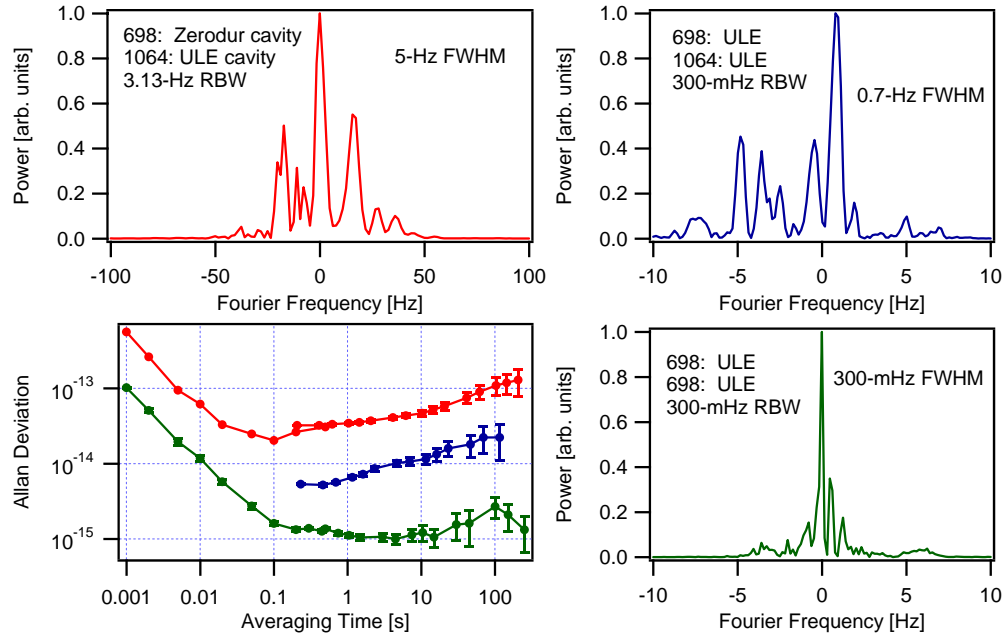 1.0
0.8
0.6
0.4
0.2
0.0
Power [arb. units]
698: Zerodur cavity
1064: ULE cavity
3.13-Hz RBW
5-Hz FWHM
-100
-50
0
50
100
Fourier Frequency [Hz]
1.0
0.8
0.6
0.4
0.2
0.0
Power [arb. units]
698: ULE
1064: ULE
300-mHz RBW
0.7-Hz FWHM
-10
-5
0
5
10
Fourier Frequency [Hz]
10-13
10-14
10-15
Allan Deviation
0.001
0.01
0.1
1
10
100
Averaging Time [s]
1.0
0.8
0.6
0.4
0.2
0.0
Power [arb. units]
698: ULE
698: ULE
300-mHz RBW
300-mHz FWHM
-10
-5
0
5
10
Fourier Frequency [Hz]